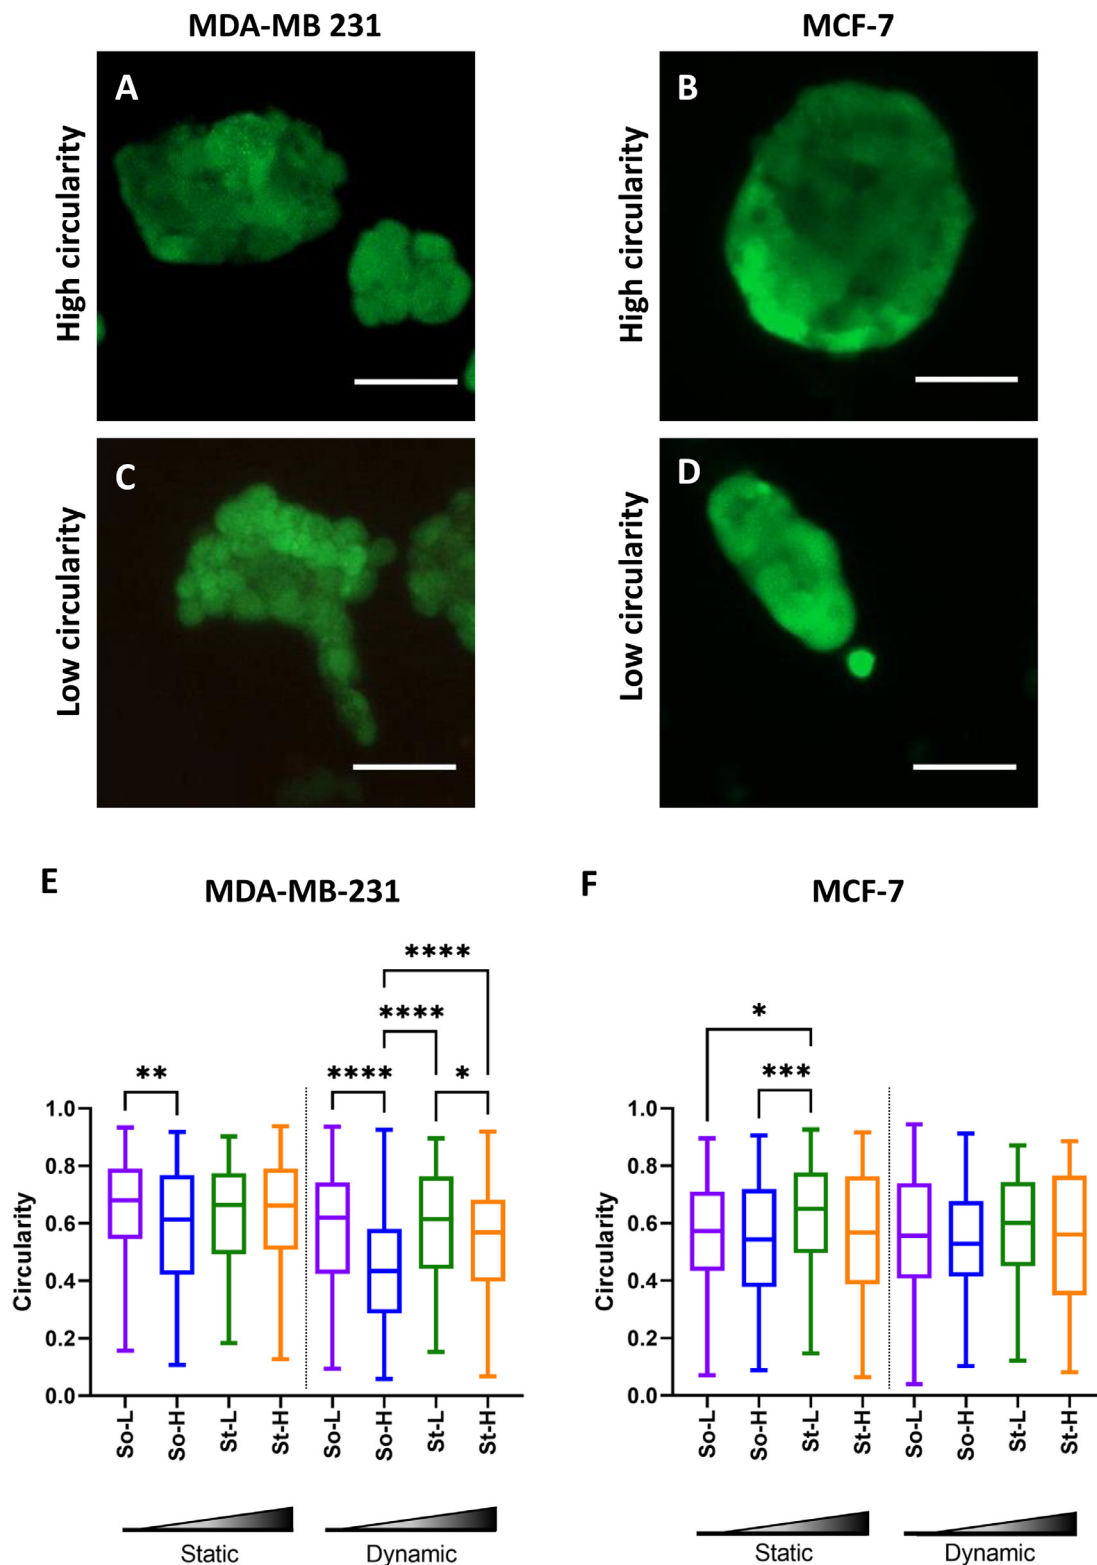 MDA-MB 231
MCF-7
High circularity
A
High circularity
B
Low circularity
C
Low circularity
D
E
MDA-MB-231
F
MCF-7
****
****
**
****
*
*
***
Circularity
1.0
0.8
0.6
0.4
0.2
0.0
So-L
So-H
St-L
St-H
So-L
So-H
St-L
St-H
Static
Dynamic
Circularity
1.0
0.8
0.6
0.4
0.2
0.0
So-L
So-H
St-L
St-H
So-L
So-H
St-L
St-H
Static
Dynamic